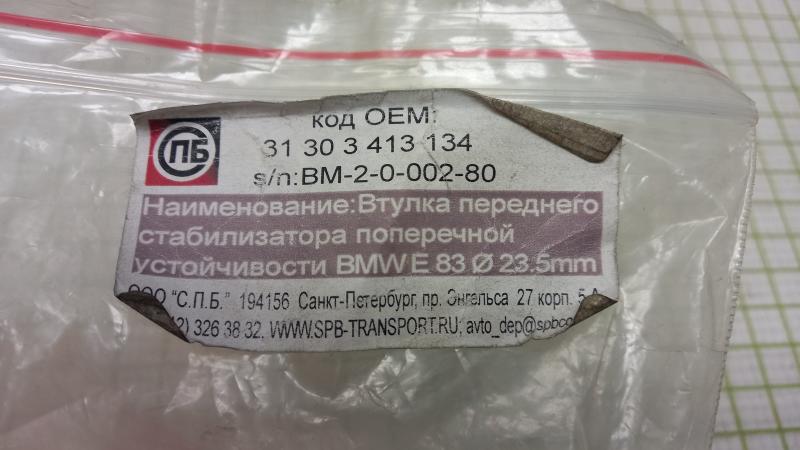 СПБ
код OEM:
31 30 3 413 134
s/n:BM-2-0-002-80
Наименование:Втулка переднего
стабилизатора поперечной
устойчивости BMW E 83 Ø 23.5mm
ООО "С.П.Б." 194156 Санкт-Петербург, пр. Энгельса 27 корп. 5 А
2) 326 38 32, WWW.SPB-TRANSPORT.RU; avto_dep@spbco